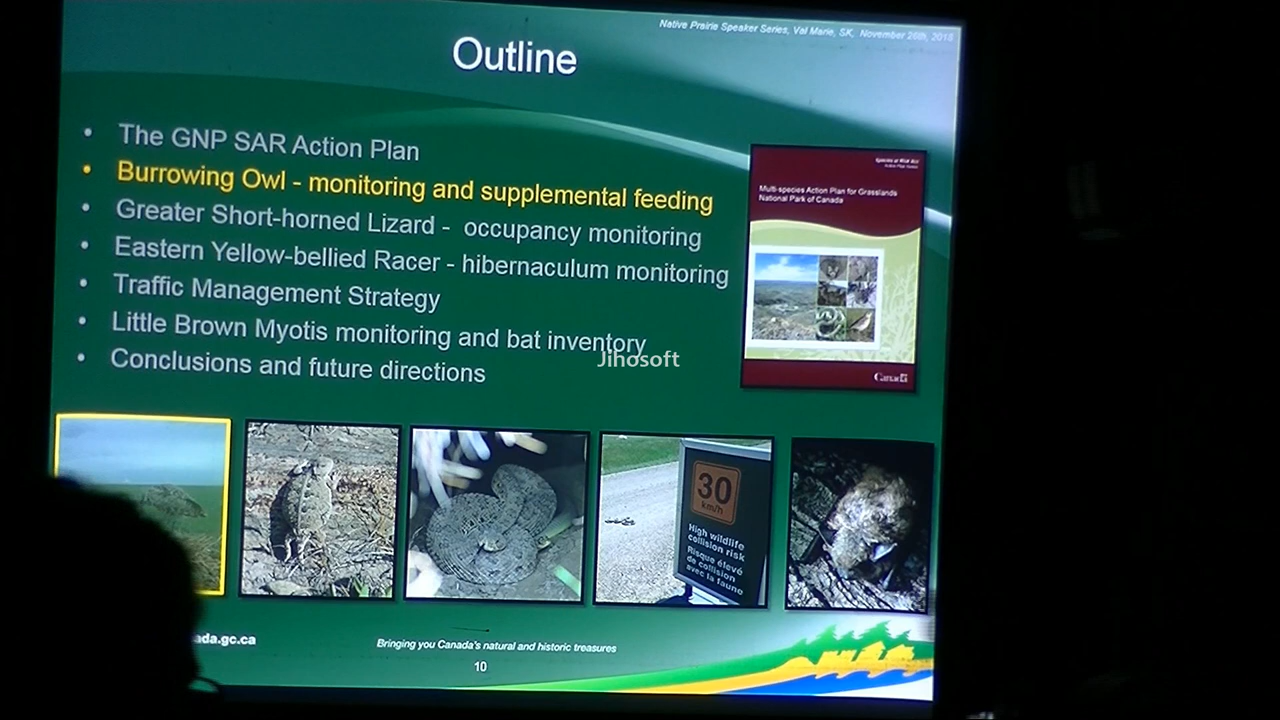 Native Prairie Speaker Series, Val Marie, SK, November 26th, 2018
Outline
• The GNP SAR Action Plan
• Burrowing Owl - monitoring and supplemental feeding
• Greater Short-horned Lizard - occupancy monitoring
• Eastern Yellow-bellied Racer - hibernaculum monitoring
• Traffic Management Strategy
• Little Brown Myotis monitoring and bat inventory
• Conclusions and future directions
Jihosoft
Species at Risk Act
Multi-species Action Plan for Grasslands
National Park of Canada
Canada
30
km/h
High wildlife
collision risk
Risque élevé
de collision
avec la faune
ada.gc.ca
Bringing you Canada's natural and historic treasures
10